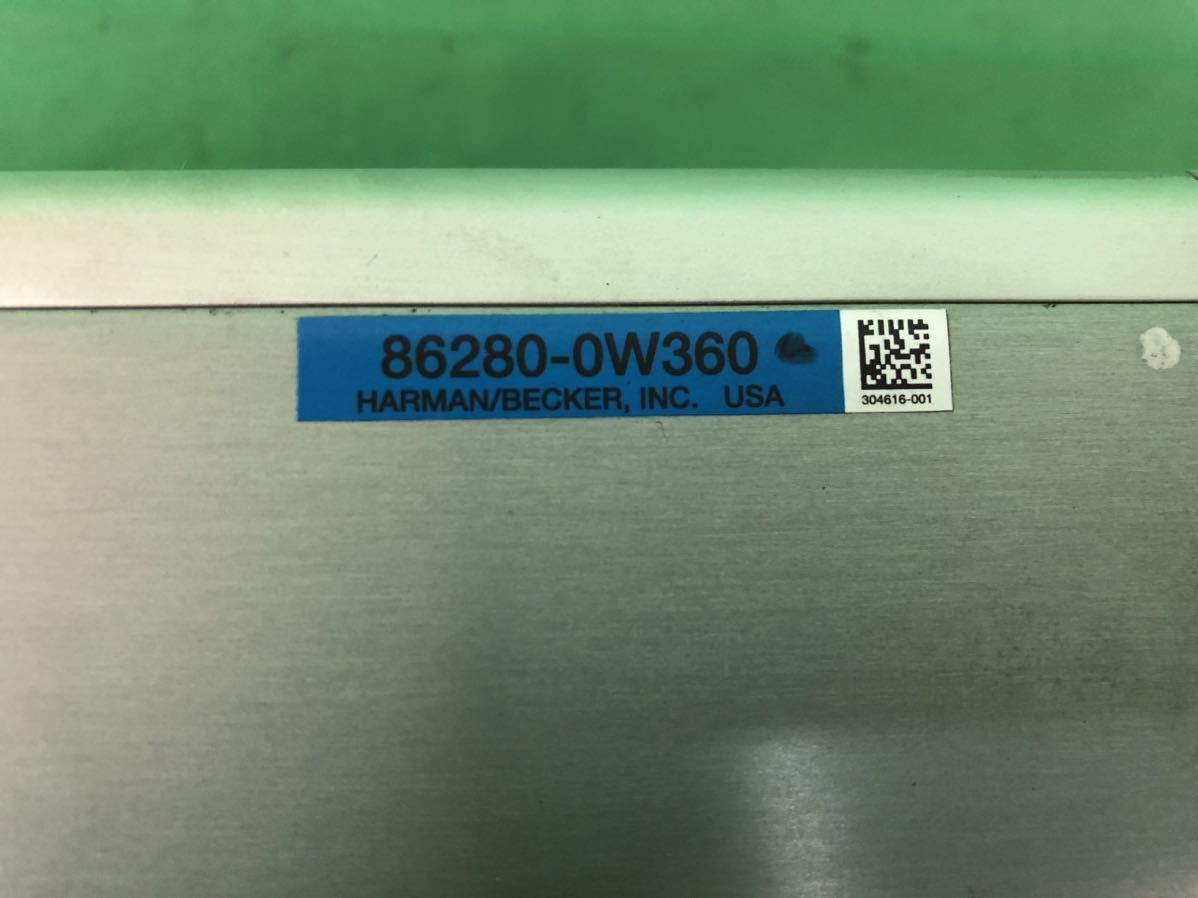 86280-0W360
HARMAN/BECKER, INC. USA
304616-001